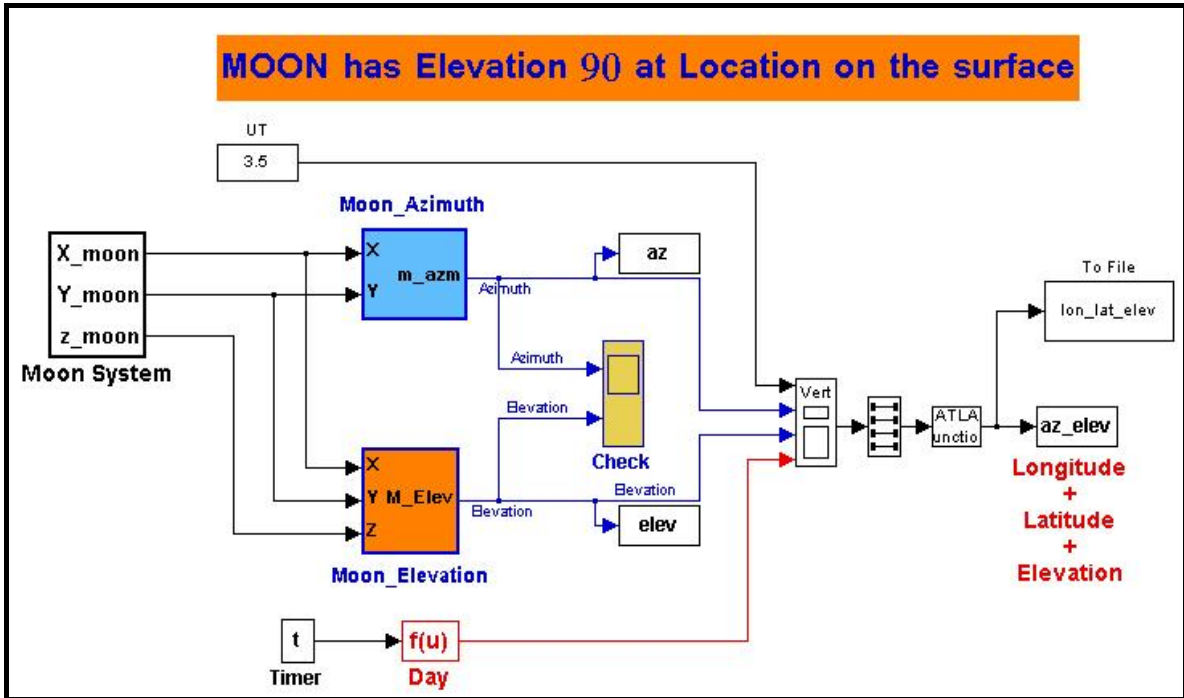 MOON has Elevation 90 at Location on the surface
UT
3.5
Moon_Azimuth
X_moon
Y_moon
z_moon
Moon System
X
Y
m_azm
Azimuth
az
To File
lon_lat_elev
Azimuth
Elevation
Check
Vert
ATLA
unctio
az_elev
Longitude
+
Latitude
+
Elevation
X
Y M_Elev
Z
Elevation
Elevation
elev
Moon_Elevation
t
Timer
f(u)
Day